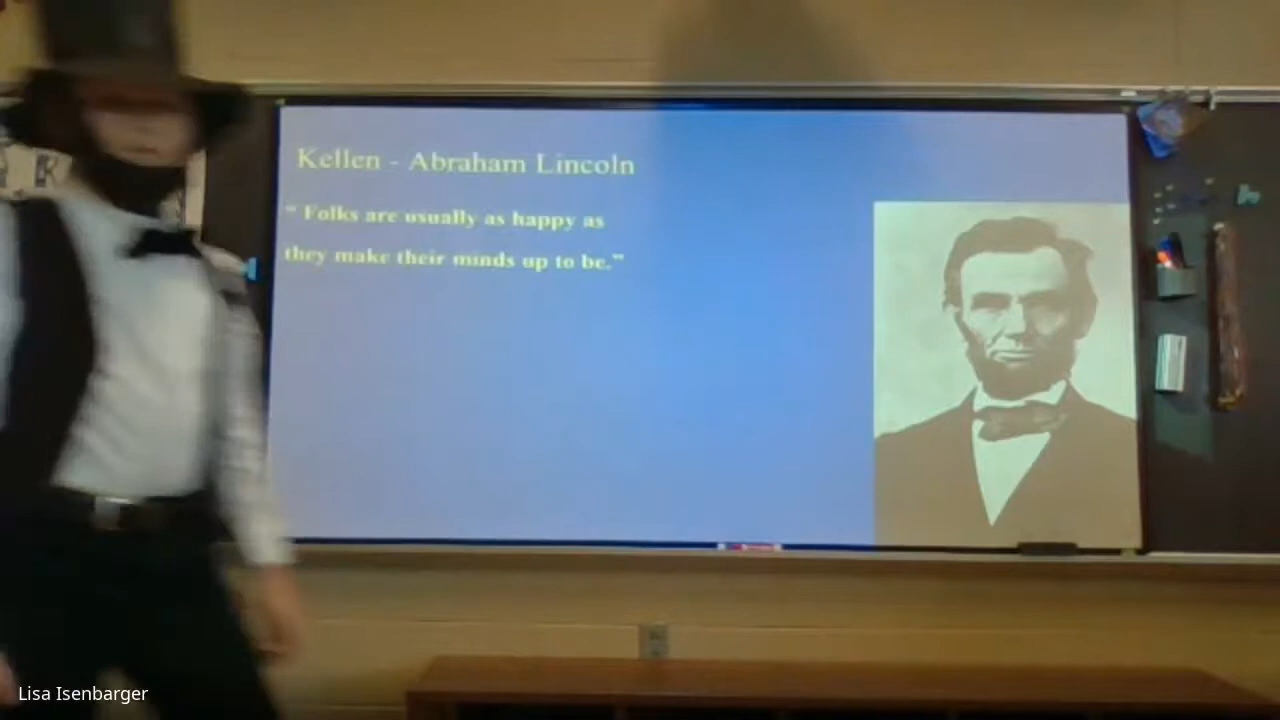 Kellen - Abraham Lincoln
" Folks are usually as happy as
they make their minds up to be."
Lisa Isenbarger